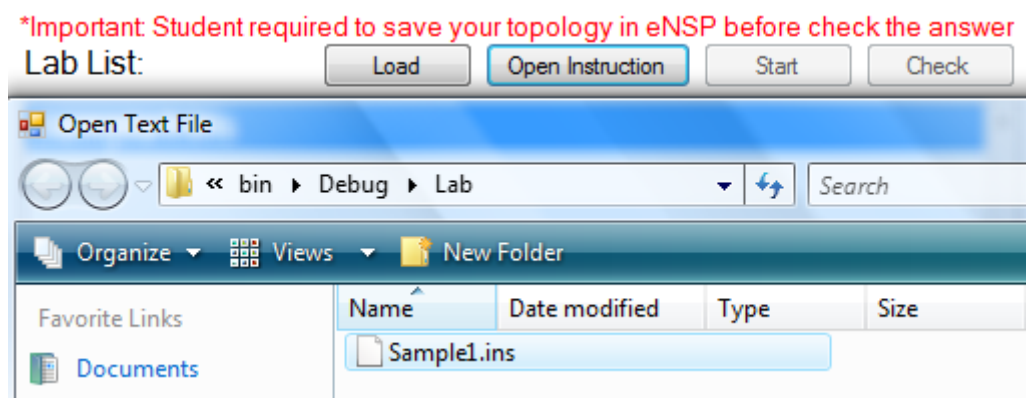 *Important: Student required to save your topology in eNSP before check the answer
Lab List: Load Open Instruction Start Check
Open Text File
« bin Debug Lab Search
Organize Views New Folder
Favorite Links Name Date modified Type Size
Sample1.ins
Documents